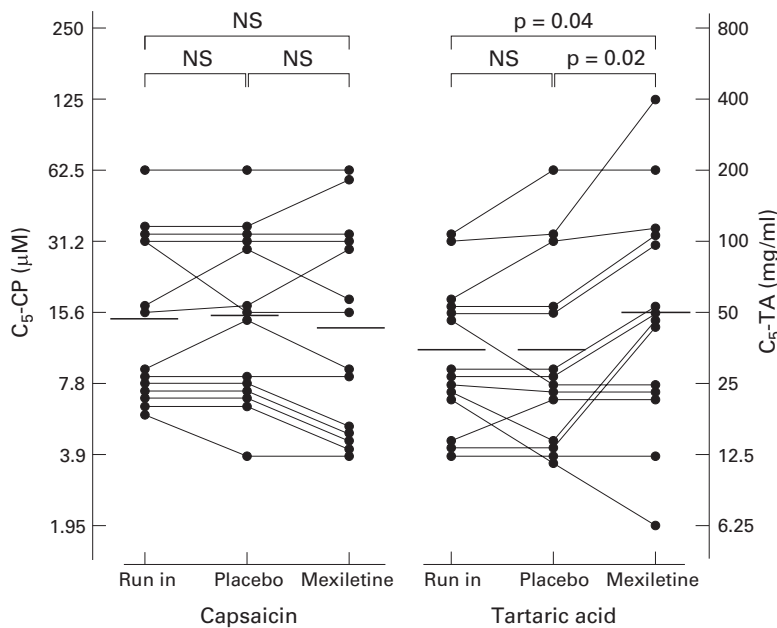 NS
NS NS
p = 0.04
NS p = 0.02
C5-CP (μM)
250
125
62.5
31.2
15.6
7.8
3.9
1.95
800
400
200
100
50
25
12.5
6.25
C5-TA (mg/ml)
Run in Placebo Mexiletine Run in Placebo Mexiletine
Capsaicin Tartaric acid